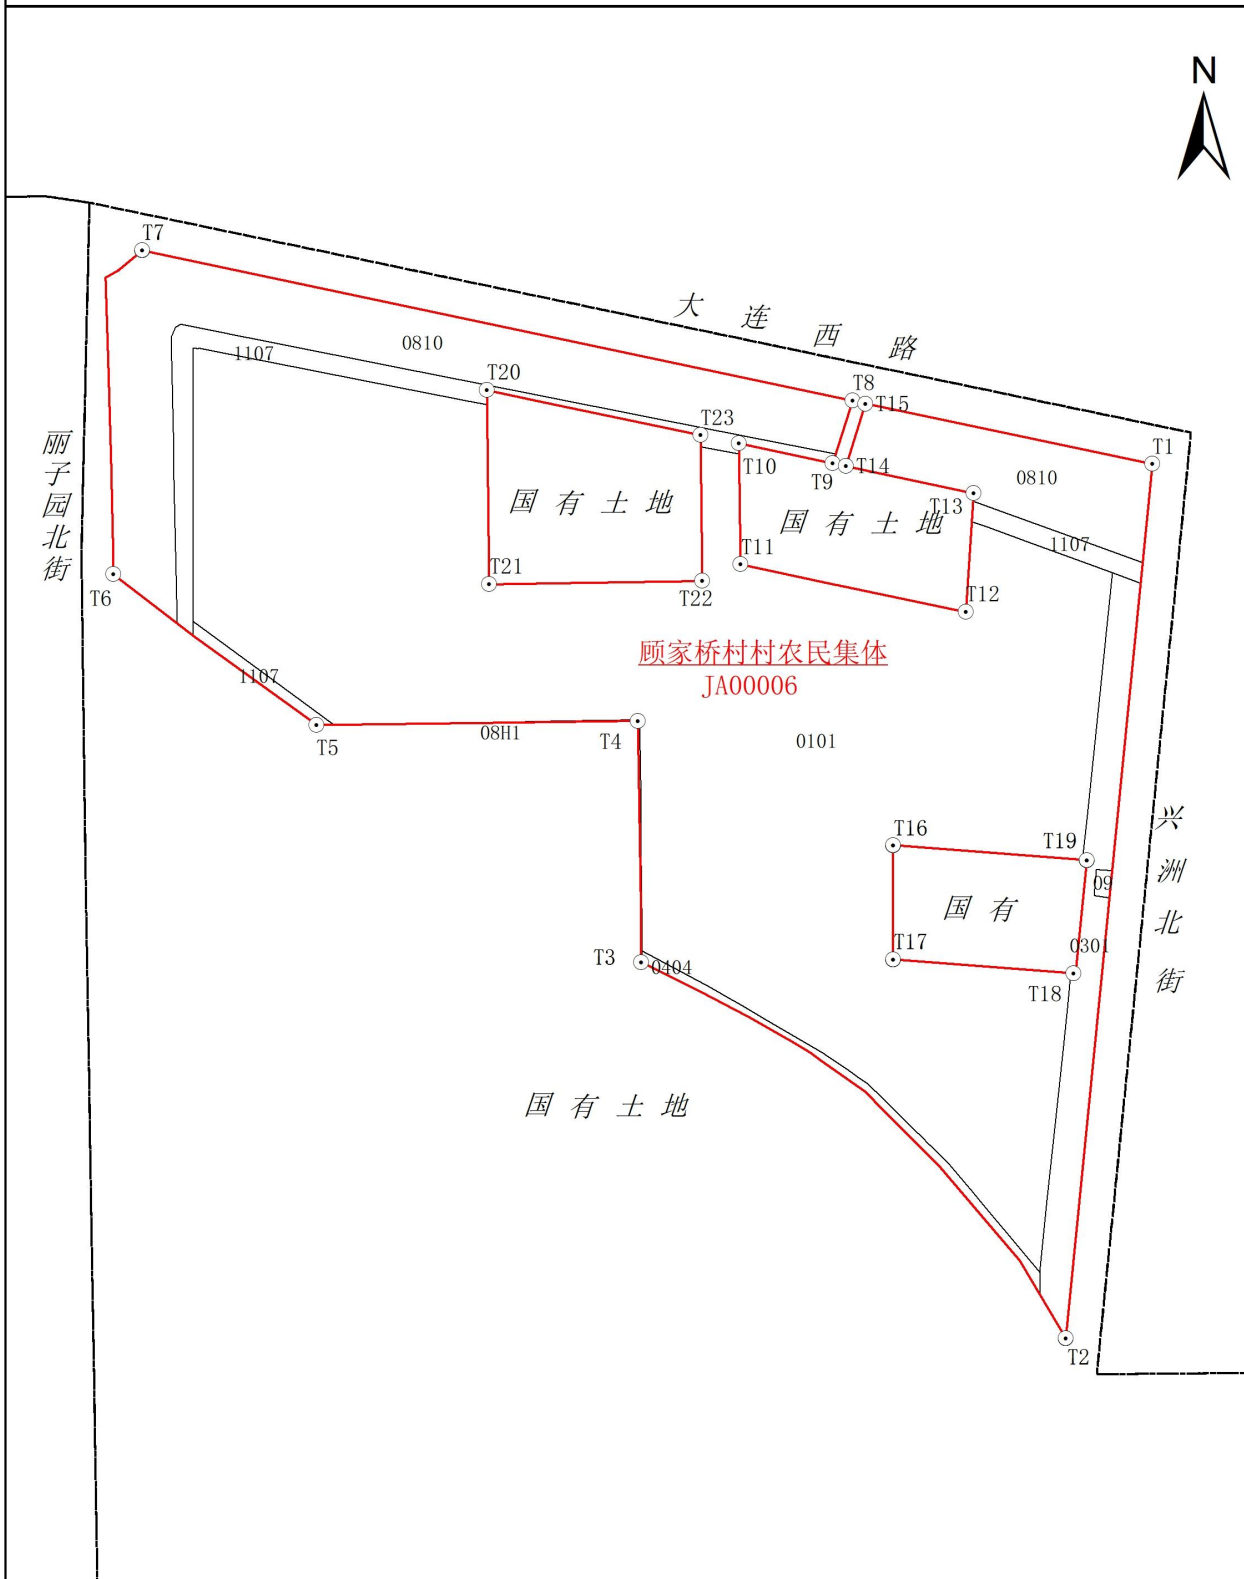 N
T7
大连西路
0810
1107
T20
T8
T15
T23
T10
T1
T9
T14
0810
T13
丽子园北街
国有土地
国有土地
1107
T11
T21
T22
T12
T6
顾家桥村村农民集体
JA00006
1107
T5
08H1
T4
0101
兴洲北街
T16
T19
09
国有
T3
0404
T17
0301
T18
国有土地
T2